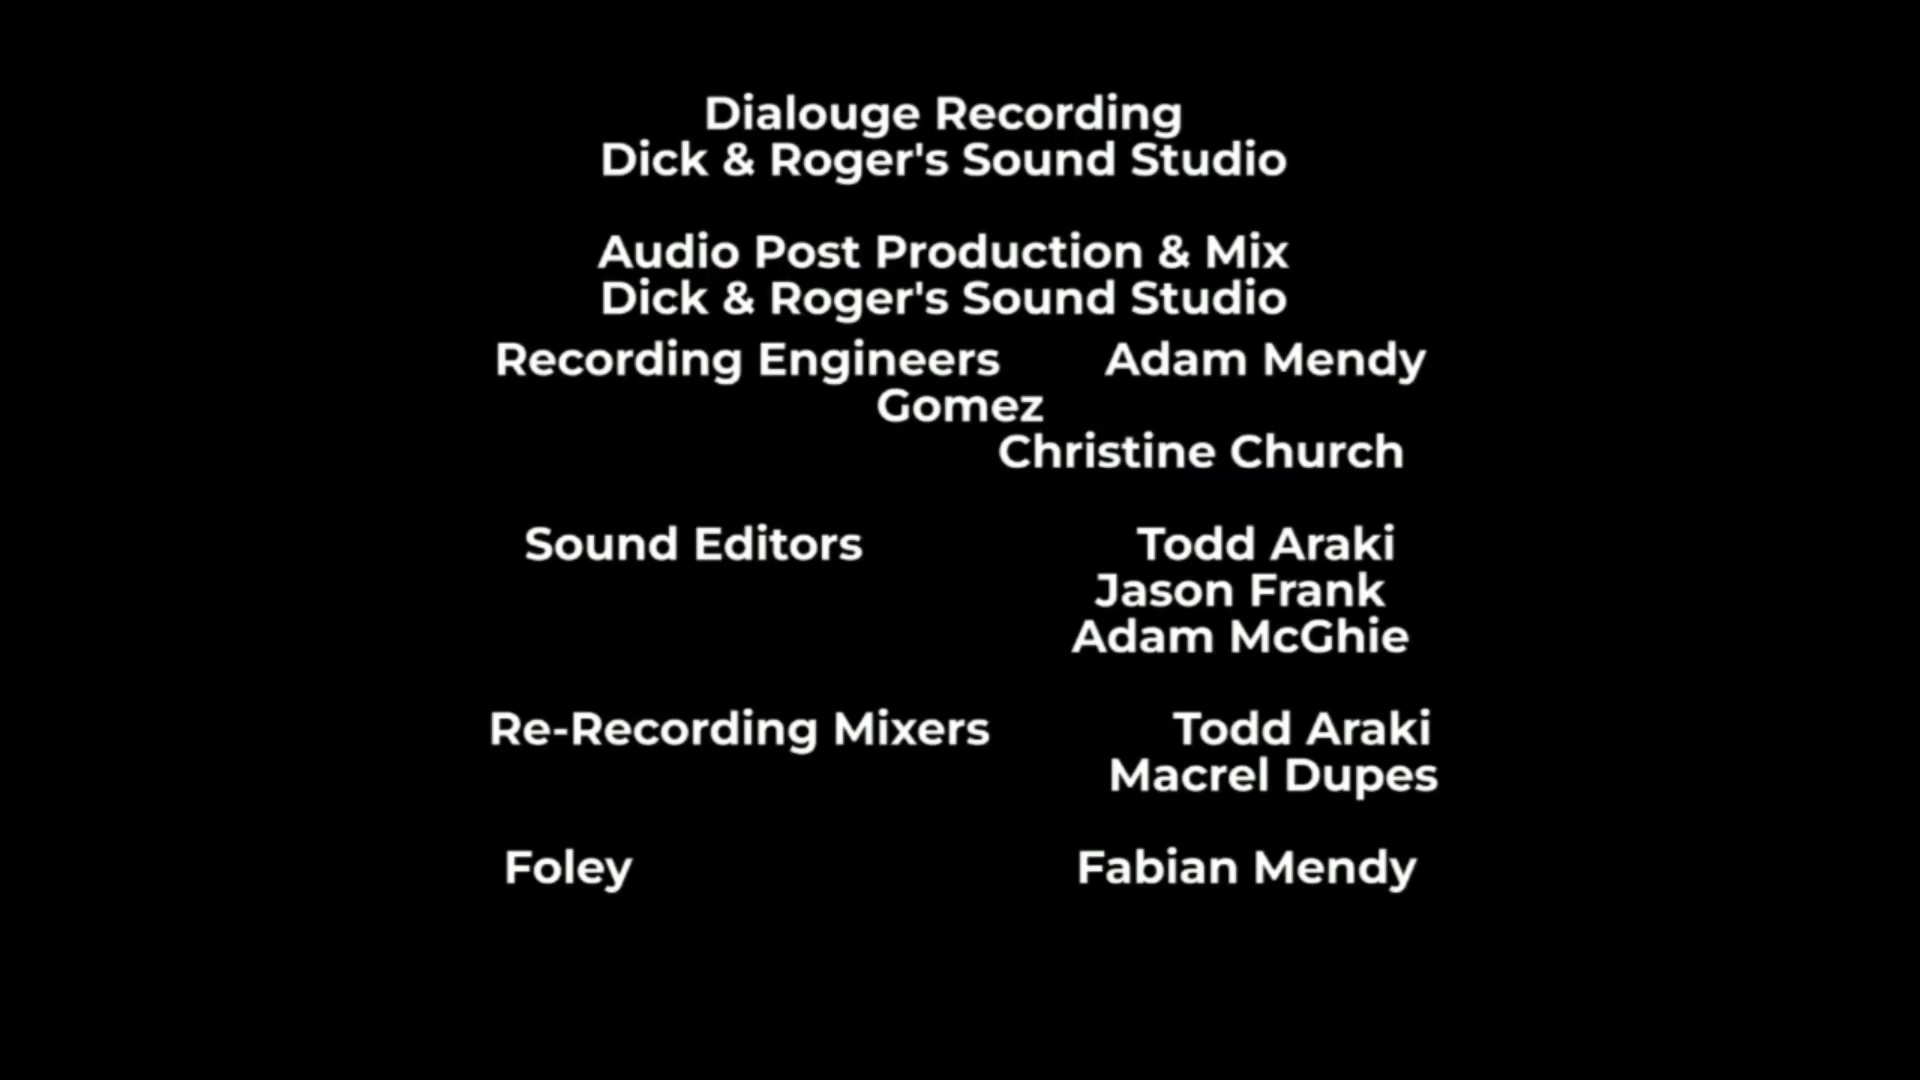 Dialouge Recording
Dick & Roger's Sound Studio
Audio Post Production & Mix
Dick & Roger's Sound Studio
Recording Engineers Adam Mendy
Gomez
Christine Church
Sound Editors Todd Araki
Jason Frank
Adam McGhie
Re-Recording Mixers Todd Araki
Macrel Dupes
Foley Fabian Mendy